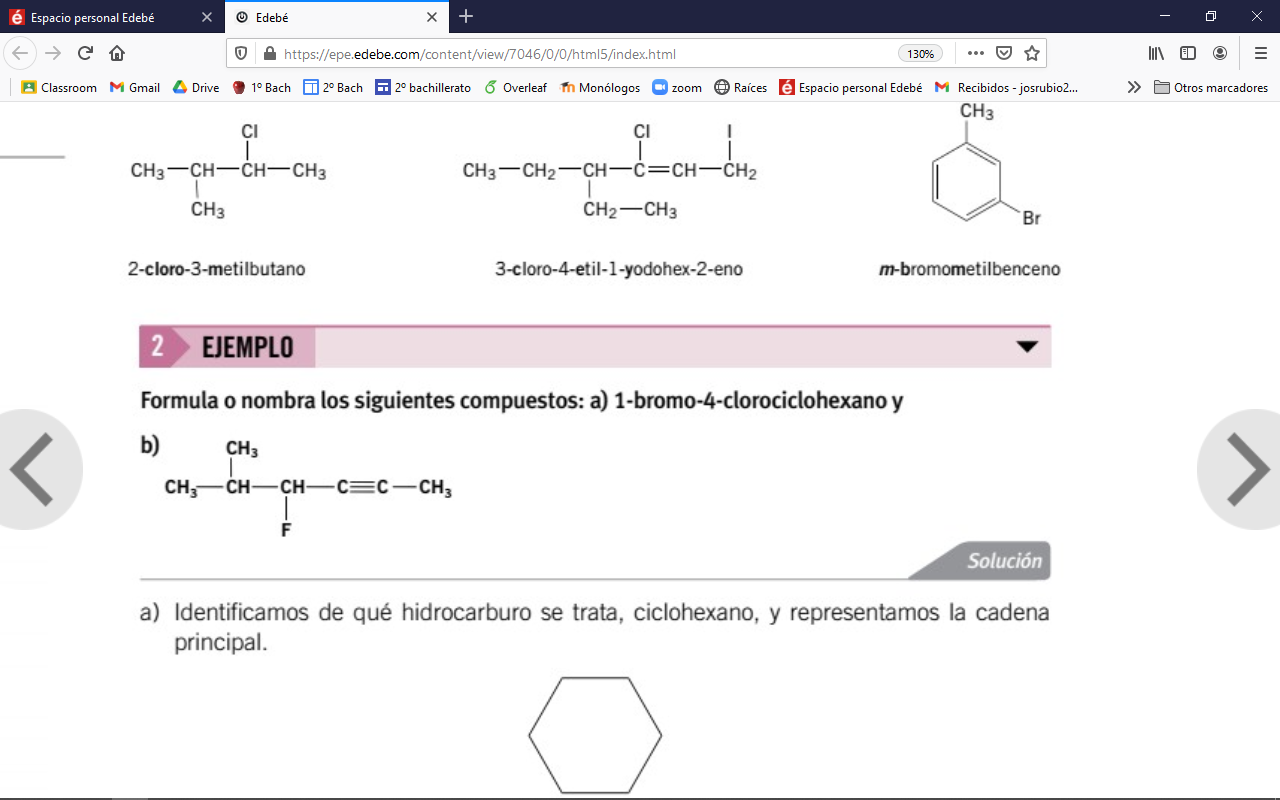 Espacio personal Edebé
Edebé
https://epe.edebe.com/content/view/7046/0/0/html5/index.html
130%
Classroom
Gmail
Drive
1º Bach
2º Bach
2º bachillerato
Overleaf
Monólogos
zoom
Raíces
Espacio personal Edebé
Recibidos - josrubio2...
Otros marcadores
Cl
CH₃—CH—CH—CH₃
CH₃
Cl I
CH₃—CH₂—CH—C=CH—CH₂
CH₂—CH₃
CH₃
Br
2-cloro-3-metilbutano
3-cloro-4-etil-1-yodohex-2-eno
m-bromometilbenceno
2 EJEMPLO
Formula o nombra los siguientes compuestos: a) 1-bromo-4-clorociclohexano y
b)
CH₃
CH₃—CH—CH—C≡C—CH₃
F
Solución
a) Identificamos de qué hidrocarburo se trata, ciclohexano, y representamos la cadena
principal.